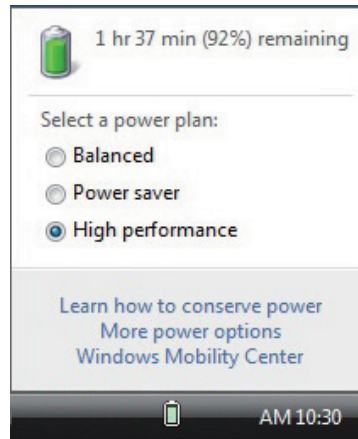 1 hr 37 min (92%) remaining
Select a power plan:
Balanced
Power saver
High performance
Learn how to conserve power
More power options
Windows Mobility Center
AM 10:30